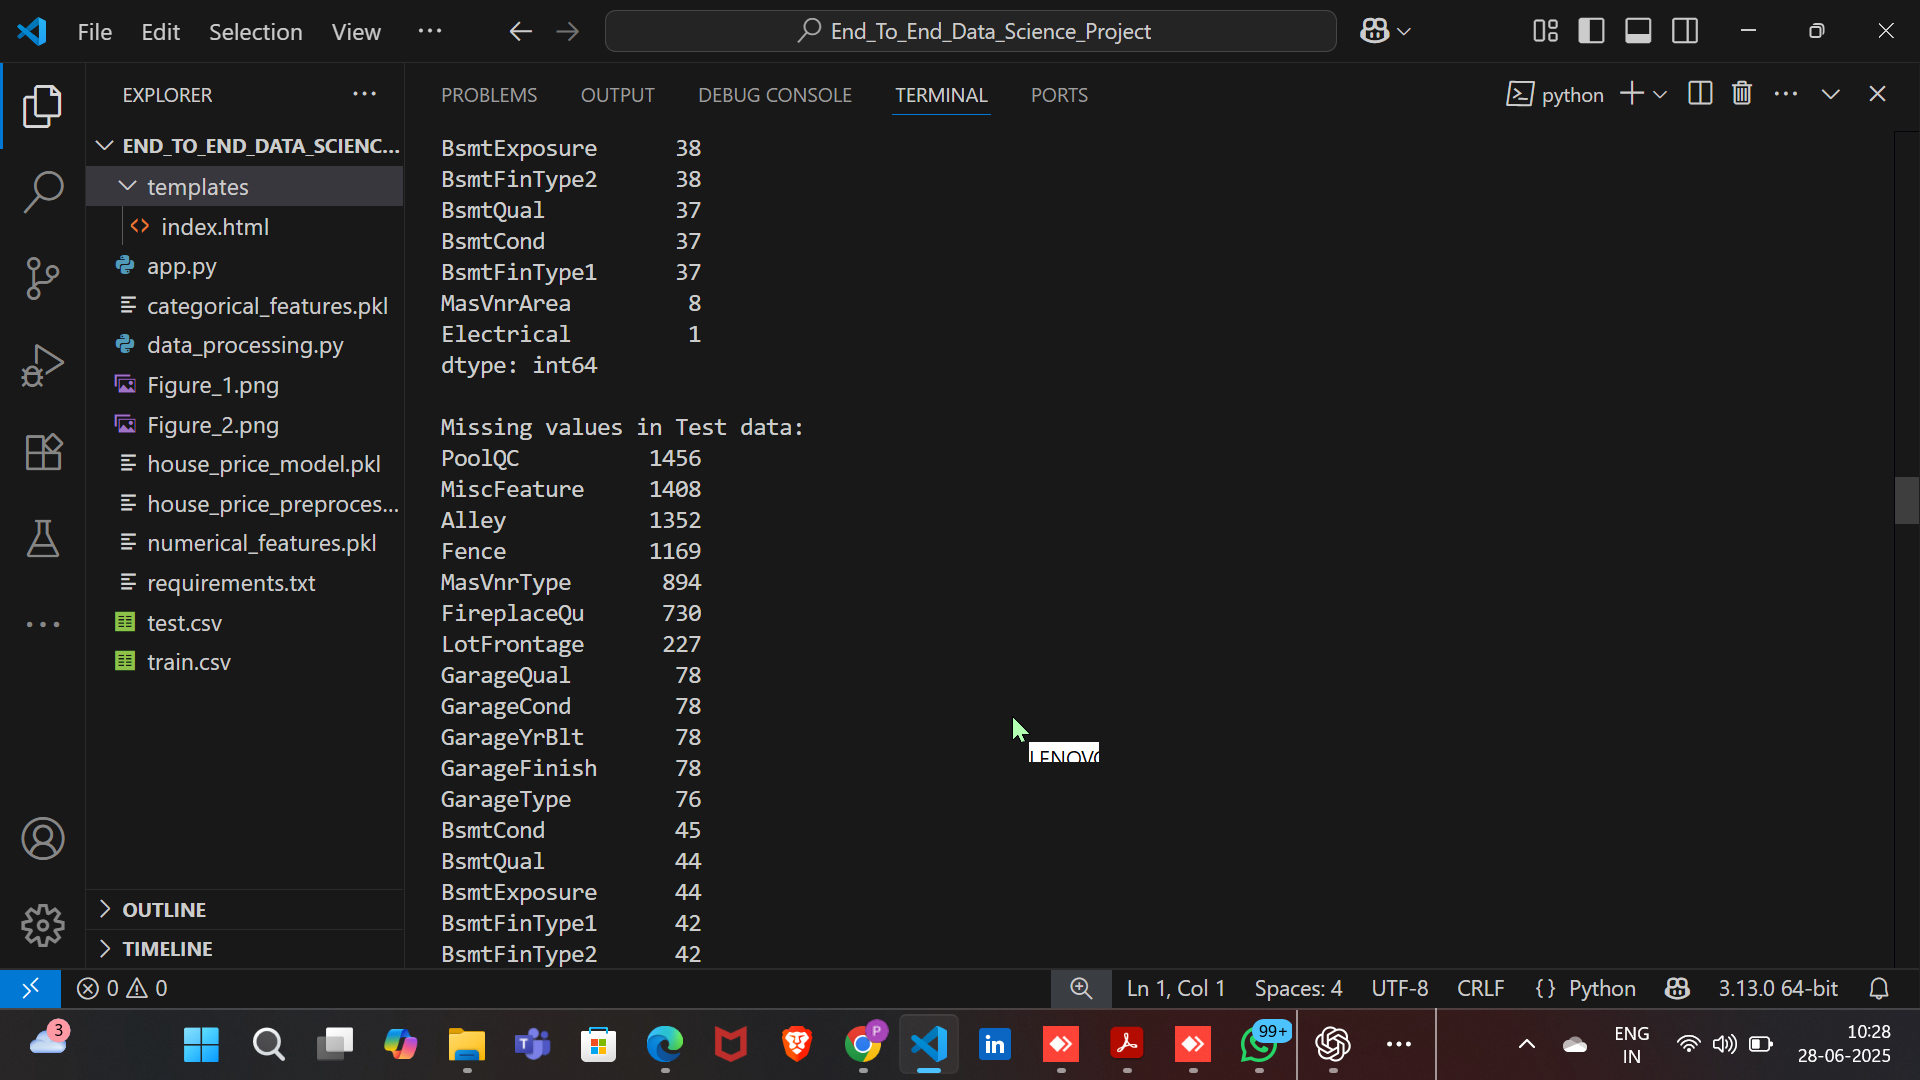 File Edit Selection View ··· End_To_End_Data_Science_Project
EXPLORER ···
END_TO_END_DATA_SCIENC...
templates
index.html
app.py
categorical_features.pkl
data_processing.py
Figure_1.png
Figure_2.png
house_price_model.pkl
house_price_preproces...
numerical_features.pkl
requirements.txt
test.csv
train.csv
OUTLINE
TIMELINE
PROBLEMS OUTPUT DEBUG CONSOLE TERMINAL PORTS python
BsmtExposure 38
BsmtFinType2 38
BsmtQual 37
BsmtCond 37
BsmtFinType1 37
MasVnrArea 8
Electrical 1
dtype: int64
Missing values in Test data:
PoolQC 1456
MiscFeature 1408
Alley 1352
Fence 1169
MasVnrType 894
FireplaceQu 730
LotFrontage 227
GarageQual 78
GarageCond 78
GarageYrBlt 78
GarageFinish 78
GarageType 76
BsmtCond 45
BsmtQual 44
BsmtExposure 44
BsmtFinType1 42
BsmtFinType2 42
0 0 Ln 1, Col 1 Spaces: 4 UTF-8 CRLF {} Python 3.13.0 64-bit
3 T in P 99+ ENG
IN
10:28
28-06-2025